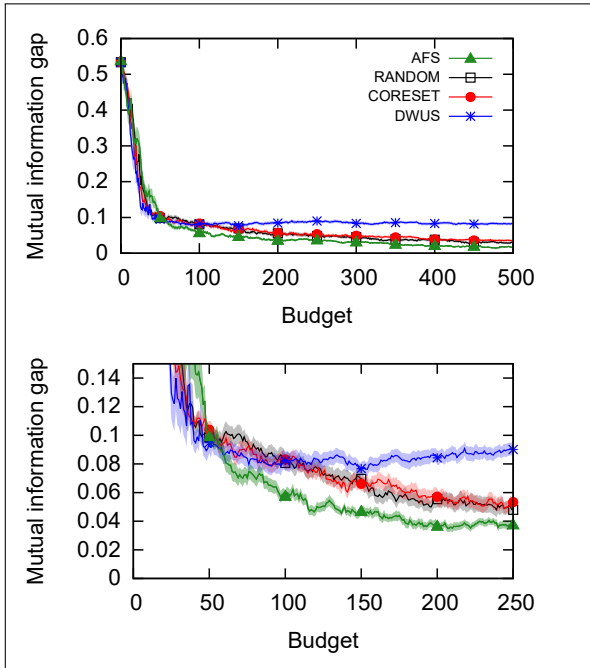 Mutual information gap
0.6
0.5
0.4
0.3
0.2
0.1
0
AFS
RANDOM
CORESET
DWUS
0 100 200 300 400 500
Budget
Mutual information gap
0.14
0.12
0.1
0.08
0.06
0.04
0.02
0
0 50 100 150 200 250
Budget